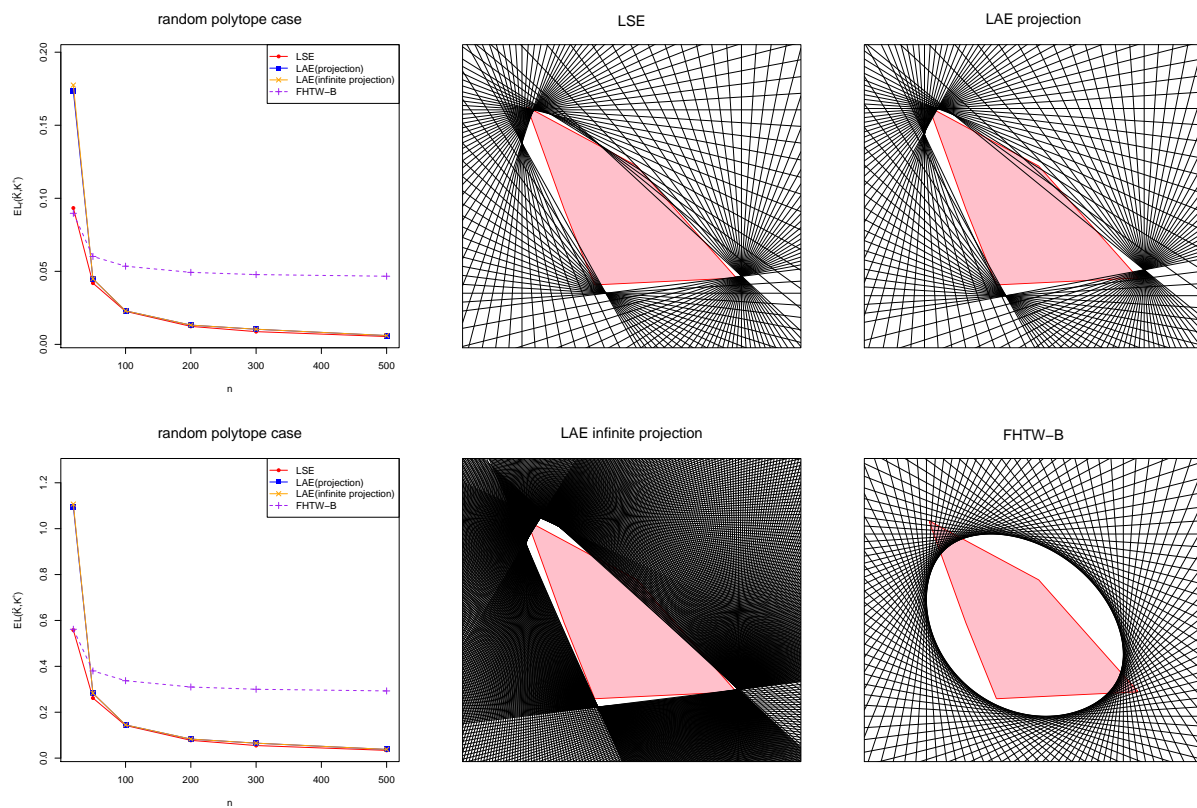 random polytope case
LSE
LAE projection
0.20
0.15
0.10
0.05
0.00
LSE
LAE(projection)
LAE(infinite projection)
FHTW−B
100
200
300
400
500
n
random polytope case
LAE infinite projection
FHTW−B
1.2
1.0
0.8
0.6
0.4
0.2
0.0
LSE
LAE(projection)
LAE(infinite projection)
FHTW−B
100
200
300
400
500
n